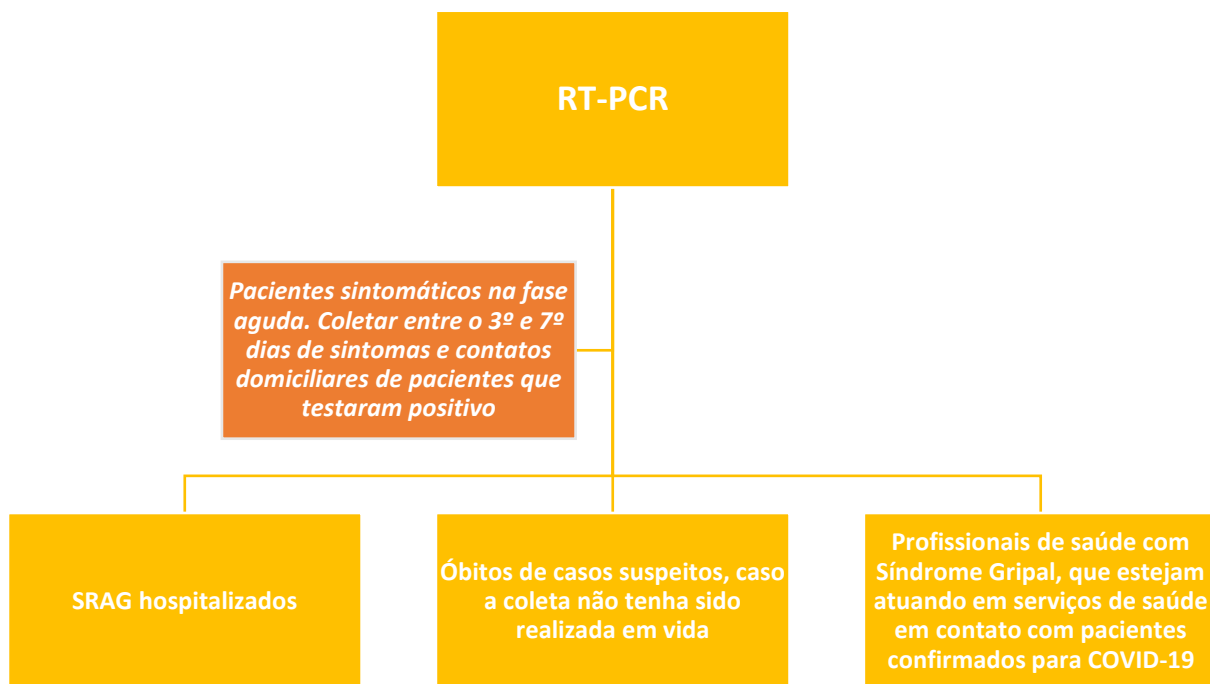 RT-PCR
Pacientes sintomáticos na fase
aguda. Coletar entre o 3º e 7º
dias de sintomas e contatos
domiciliares de pacientes que
testaram positivo
SRAG hospitalizados
Óbitos de casos suspeitos, caso
a coleta não tenha sido
realizada em vida
Profissionais de saúde com
Síndrome Gripal, que estejam
atuando em serviços de saúde
em contato com pacientes
confirmados para COVID-19